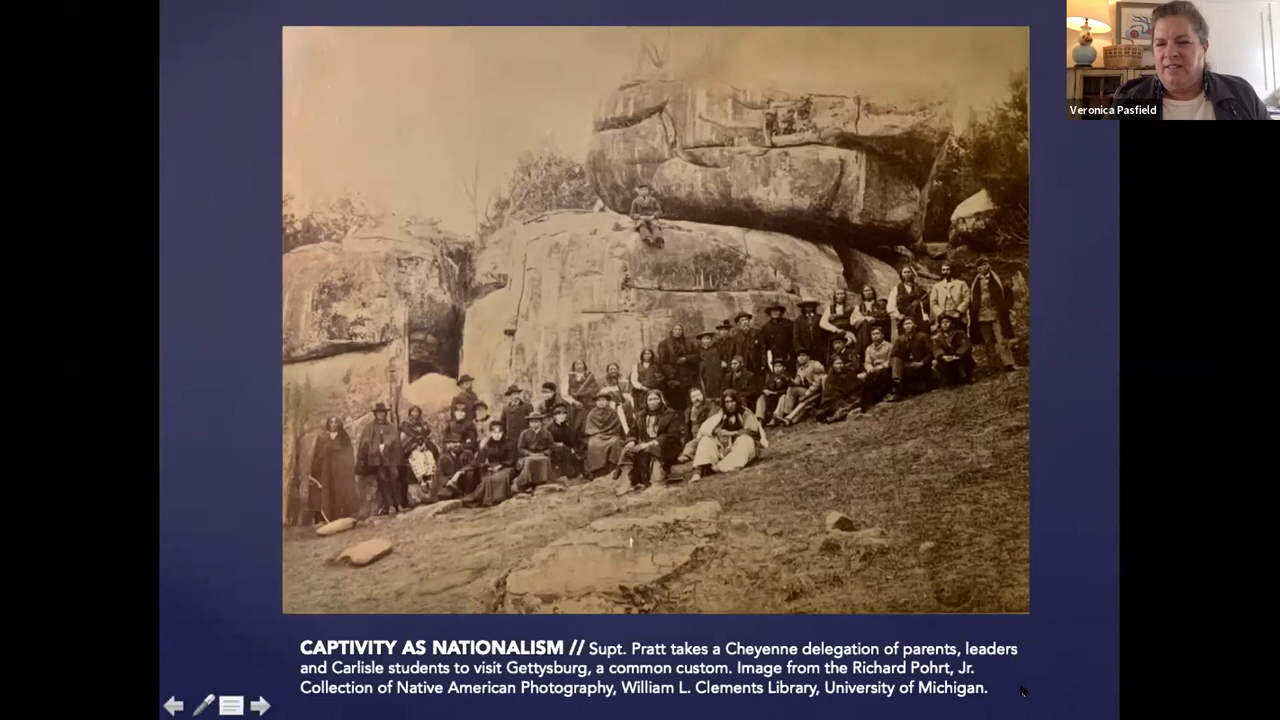 Veronica Pasfield
CAPTIVITY AS NATIONALISM // Supt. Pratt takes a Cheyenne delegation of parents, leaders
and Carlisle students to visit Gettysburg, a common custom. Image from the Richard Pohrt, Jr.
Collection of Native American Photography, William L. Clements Library, University of Michigan.